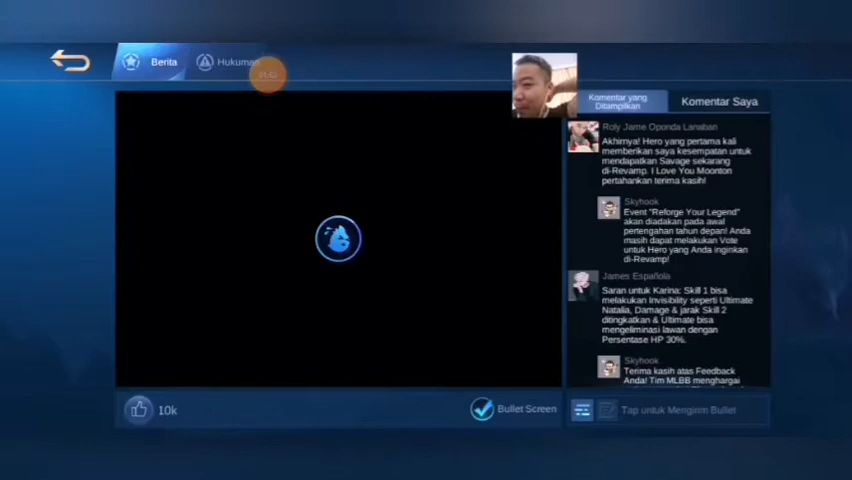 Berita
Hukuman
Komentar yang
Ditampilkan
Komentar Saya
Roly Jame Oponda Lanaban
Akhirnya! Hero yang pertama kali
memberikan saya kesempatan untuk
mendapatkan Savage sekarang
di-Revamp. I Love You Moonton
pertahankan terima kasih!
Skyhook
Event "Reforge Your Legend"
akan diadakan pada awal
pertengahan tahun depan! Anda
masih dapat melakukan Vote
untuk Hero yang Anda inginkan
di-Revamp!
James Española
Saran untuk Karina: Skill 1 bisa
melakukan Invisibility seperti Ultimate
Natalia, Damage & jarak Skill 2
ditingkatkan & Ultimate bisa
mengeliminasi lawan dengan
Persentase HP 30%.
Skyhook
Terima kasih atas Feedback
Anda! Tim MLBB menghargai
10k
Bullet Screen
Tap untuk Mengirim Bullet